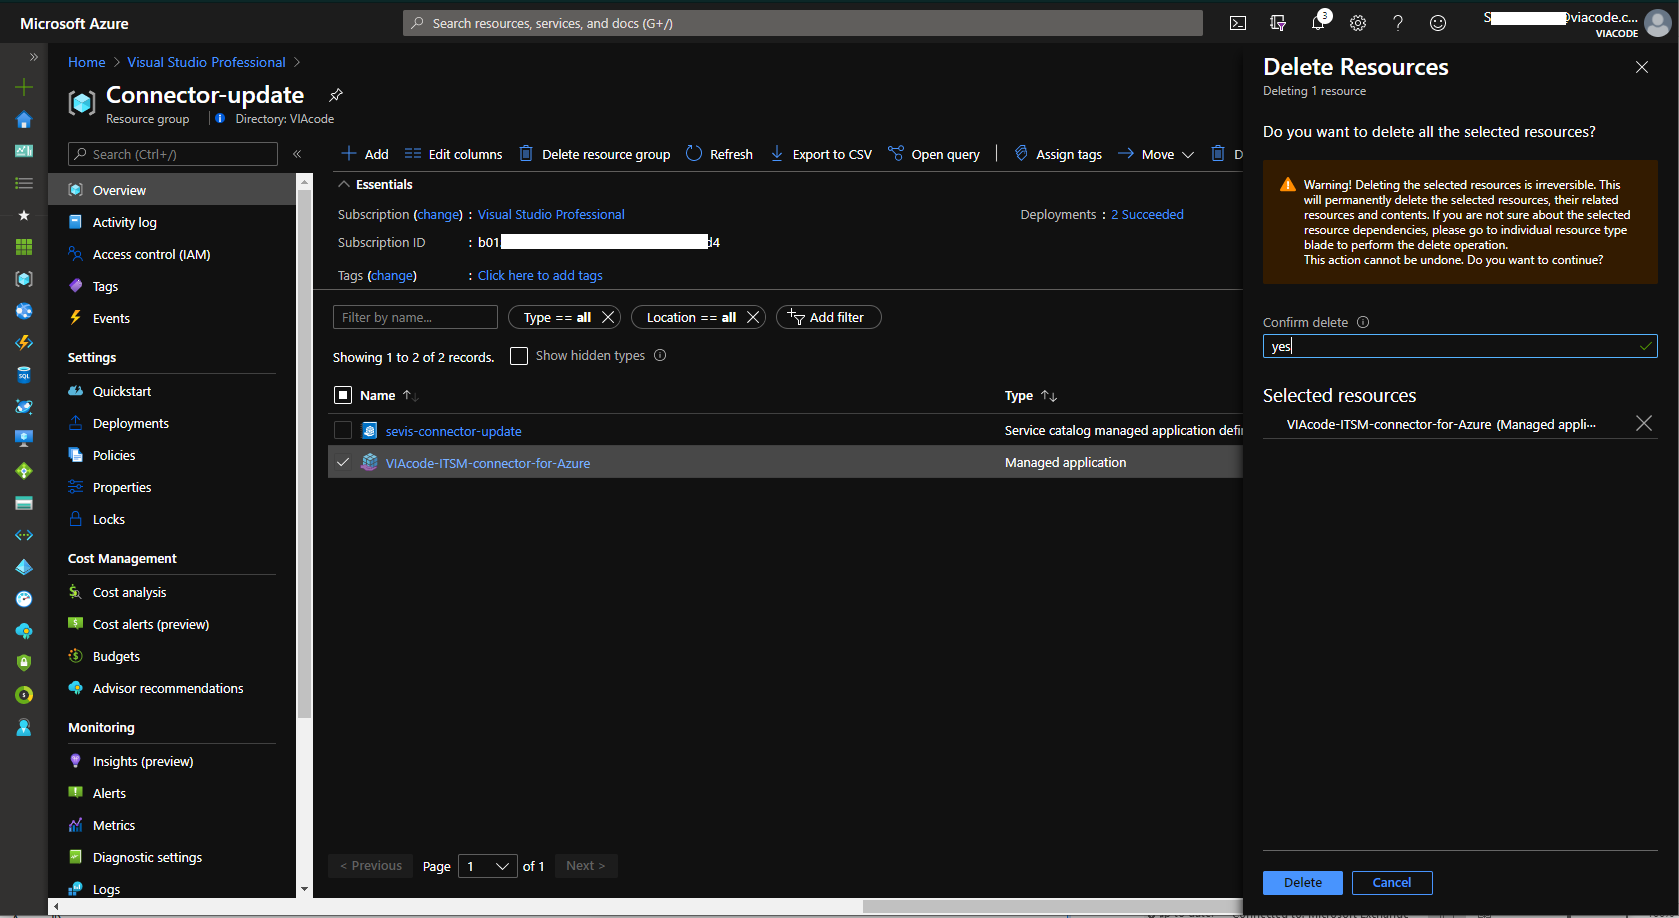 Microsoft Azure
Search resources, services, and docs (G+/)
3
S
viacode.c...
VIACODE
Home > Visual Studio Professional >
Connector-update
Resource group
Directory: VIAcode
Search (Ctrl+/)
Overview
Activity log
Access control (IAM)
Tags
Events
Settings
Quickstart
Deployments
Policies
Properties
Locks
Cost Management
Cost analysis
Cost alerts (preview)
Budgets
Advisor recommendations
Monitoring
Insights (preview)
Alerts
Metrics
Diagnostic settings
Logs
Add
Edit columns
Delete resource group
Refresh
Export to CSV
Open query
Assign tags
Move
D
Essentials
Subscription (change) : Visual Studio Professional
Deployments : 2 Succeeded
Subscription ID : b01 d4
Tags (change) : Click here to add tags
Filter by name...
Type == all
Location == all
Add filter
Showing 1 to 2 of 2 records.
Show hidden types
Name
Type
sevis-connector-update
Service catalog managed application defi
VIAcode-ITSM-connector-for-Azure
Managed application
< Previous
Page
1
of 1
Next >
Delete Resources
Deleting 1 resource
Do you want to delete all the selected resources?
Warning! Deleting the selected resources is irreversible. This
will permanently delete the selected resources, their related
resources and contents. If you are not sure about the selected
resource dependencies, please go to individual resource type
blade to perform the delete operation.
This action cannot be undone. Do you want to continue?
Confirm delete
yes
Selected resources
VIAcode-ITSM-connector-for-Azure (Managed appli...
Delete
Cancel